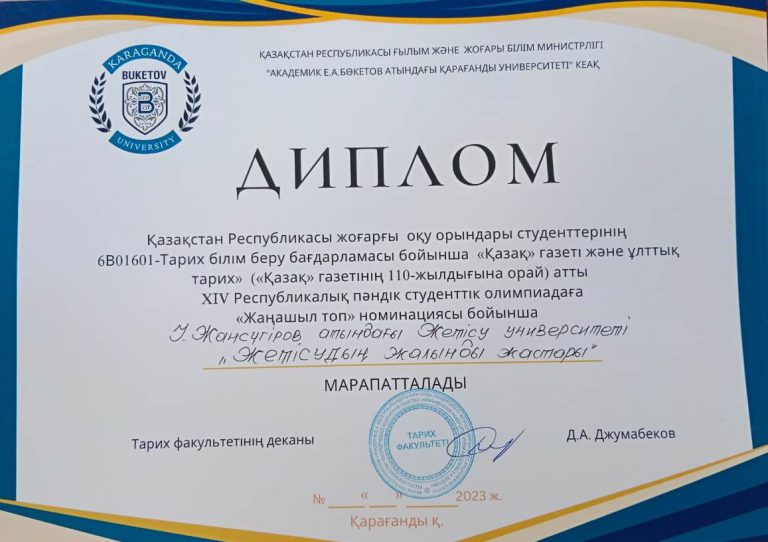 ҚАЗАҚСТАН РЕСПУБЛИКАСЫ ҒЫЛЫМ ЖӘНЕ ЖОҒАРЫ БІЛІМ МИНИСТРЛІГІ
"АКАДЕМИК Е.А.БӨКЕТОВ АТЫНДАҒЫ ҚАРАҒАНДЫ УНИВЕРСИТЕТІ" КЕАҚ
KARAGANDA
BUKETOV
B
UNIVERSITY
ДИПЛОМ
Қазақстан Республикасы жоғарғы оқу орындары студенттерінің
6В01601-Тарих білім беру бағдарламасы бойынша «Қазақ» газеті және ұлттық
тарих» («Қазақ» газетінің 110-жылдығына орай) атты
XIV Республикалық пәндік студенттік олимпиадаға
«Жаңашыл топ» номинациясы бойынша
І.Жансүгіров атындағы Жетісу университеті
"Жетісудың жалынды жастары"
МАРАПАТТАЛАДЫ
Тарих факультетінің деканы
ТАРИХ
ФАКУЛЬТЕТІ
Д.А. Джумабеков
№ ______«___»_______2023 ж.
Қарағанды қ.